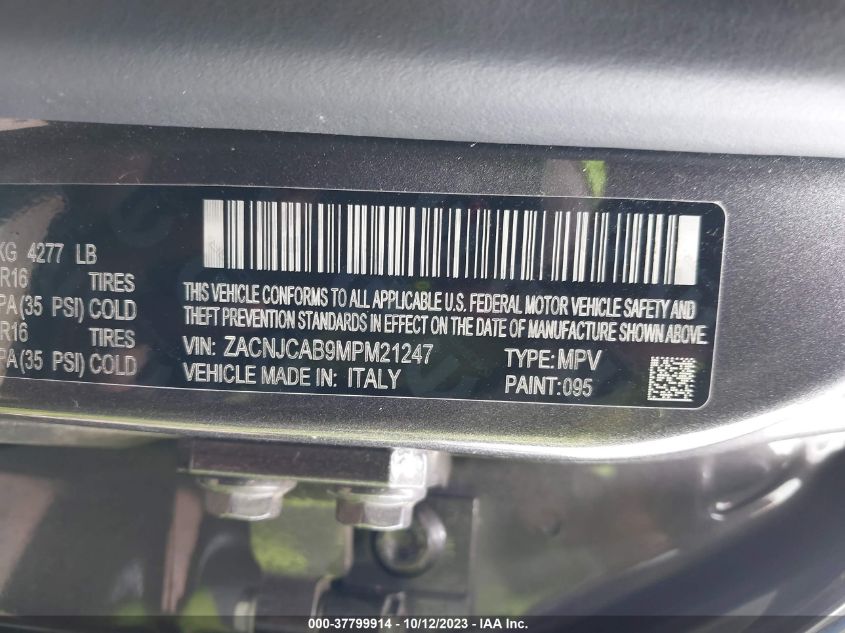 KG 4277 LB
R16 TIRES
PA(35 PSI) COLD
R16 TIRES
PA(35 PSI) COLD
THIS VEHICLE CONFORMS TO ALL APPLICABLE U.S. FEDERAL MOTOR VEHICLE SAFETY AND
THEFT PREVENTION STANDARDS IN EFFECT ON THE DATE OF MANUFACTURE SHOWN ABOVE.
VIN: ZACNJCAB9MPM21247 TYPE: MPV
VEHICLE MADE IN: ITALY PAINT: 095
000-37799914 - 10/12/2023 - IAA Inc.